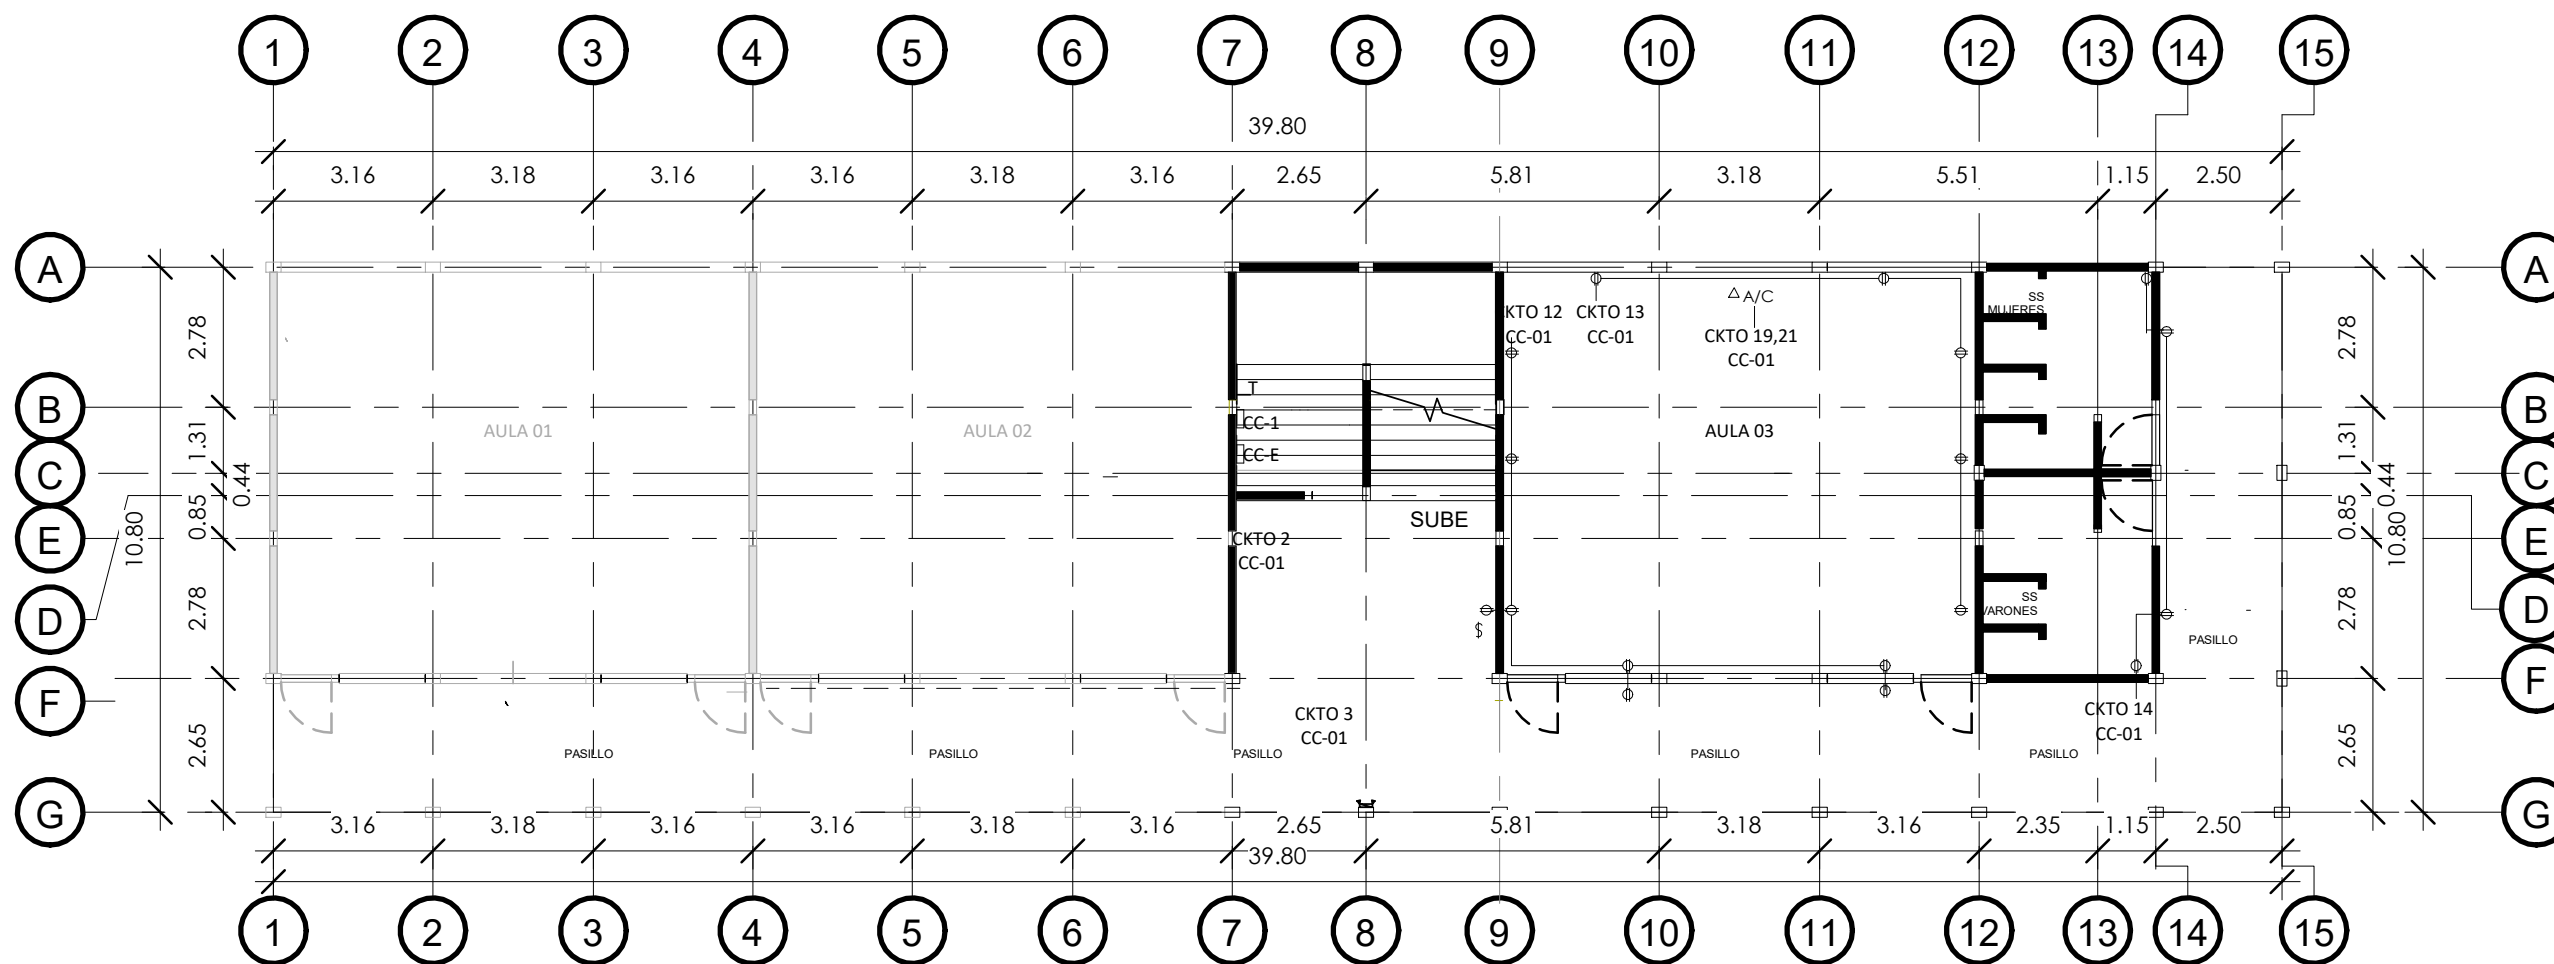 1 2 3 4 5 6 7 8 9 10 11 12 13 14 15
39.80
3.16 3.18 3.16 3.16 3.18 3.16 2.65 5.81 3.18 5.51 1.15 2.50
A A
SS
MUJERES
A/C
CKTO 12
CC-01
CKTO 13
CC-01
CKTO 19,21
CC-01
2.78 2.78
T
B B
CC-1
AULA 01 AULA 02 AULA 03
1.31 1.31
CC-E
C C
0.44 0.44
0.85 0.85
SUBE
E E
10.80 10.80
CKTO 2
CC-01
D D
2.78 2.78
SS
VARONES
$
PASILLO
F F
CKTO 3
CC-01
CKTO 14
CC-01
2.65 2.65
PASILLO PASILLO PASILLO PASILLO PASILLO
G G
3.16 3.18 3.16 3.16 3.18 3.16 2.65 5.81 3.18 3.16 2.35 1.15 2.50
39.80
1 2 3 4 5 6 7 8 9 10 11 12 13 14 15